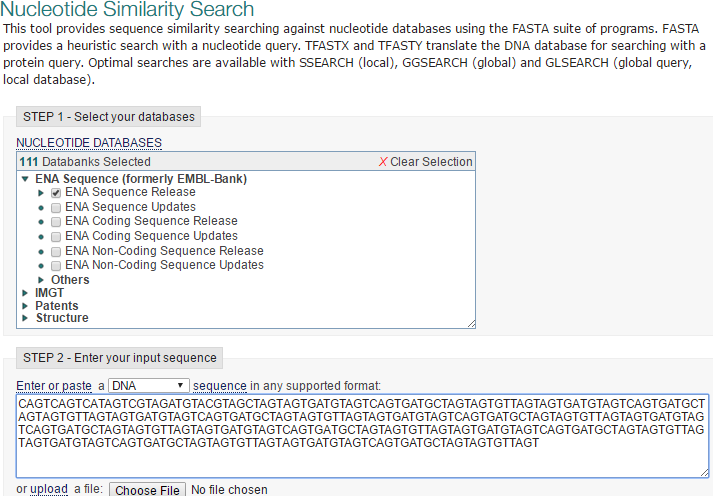 Nucleotide Similarity Search
This tool provides sequence similarity searching against nucleotide databases using the FASTA suite of programs. FASTA
provides a heuristic search with a nucleotide query. TFASTX and TFASTY translate the DNA database for searching with a
protein query. Optimal searches are available with SSEARCH (local), GGSEARCH (global) and GLSEARCH (global query,
local database).
STEP 1 - Select your databases
NUCLEOTIDE DATABASES
111 Databanks Selected X Clear Selection
ENA Sequence (formerly EMBL-Bank)
ENA Sequence Release
ENA Sequence Updates
ENA Coding Sequence Release
ENA Coding Sequence Updates
ENA Non-Coding Sequence Release
ENA Non-Coding Sequence Updates
Others
IMGT
Patents
Structure
STEP 2 - Enter your input sequence
Enter or paste a DNA sequence in any supported format:
CAGTCAGTCATAGTCGTAGATGTACGTAGCTAGTAGTGATGTAGTCAGTGATGCTAGTAGTGTTAGTAGTGATGTAGTCAGTGATGCT
AGTAGTGTTAGTAGTGATGTAGTCAGTGATGCTAGTAGTGTTAGTAGTGATGTAGTCAGTGATGCTAGTAGTGTTAGTAGTGATGTAG
TCAGTGATGCTAGTAGTGTTAGTAGTGATGTAGTCAGTGATGCTAGTAGTGTTAGTAGTGATGTAGTCAGTGATGCTAGTAGTGTTAG
TAGTGATGTAGTCAGTGATGCTAGTAGTGTTAGTAGTGATGTAGTCAGTGATGCTAGTAGTGTTAGT
or upload a file: Choose File No file chosen